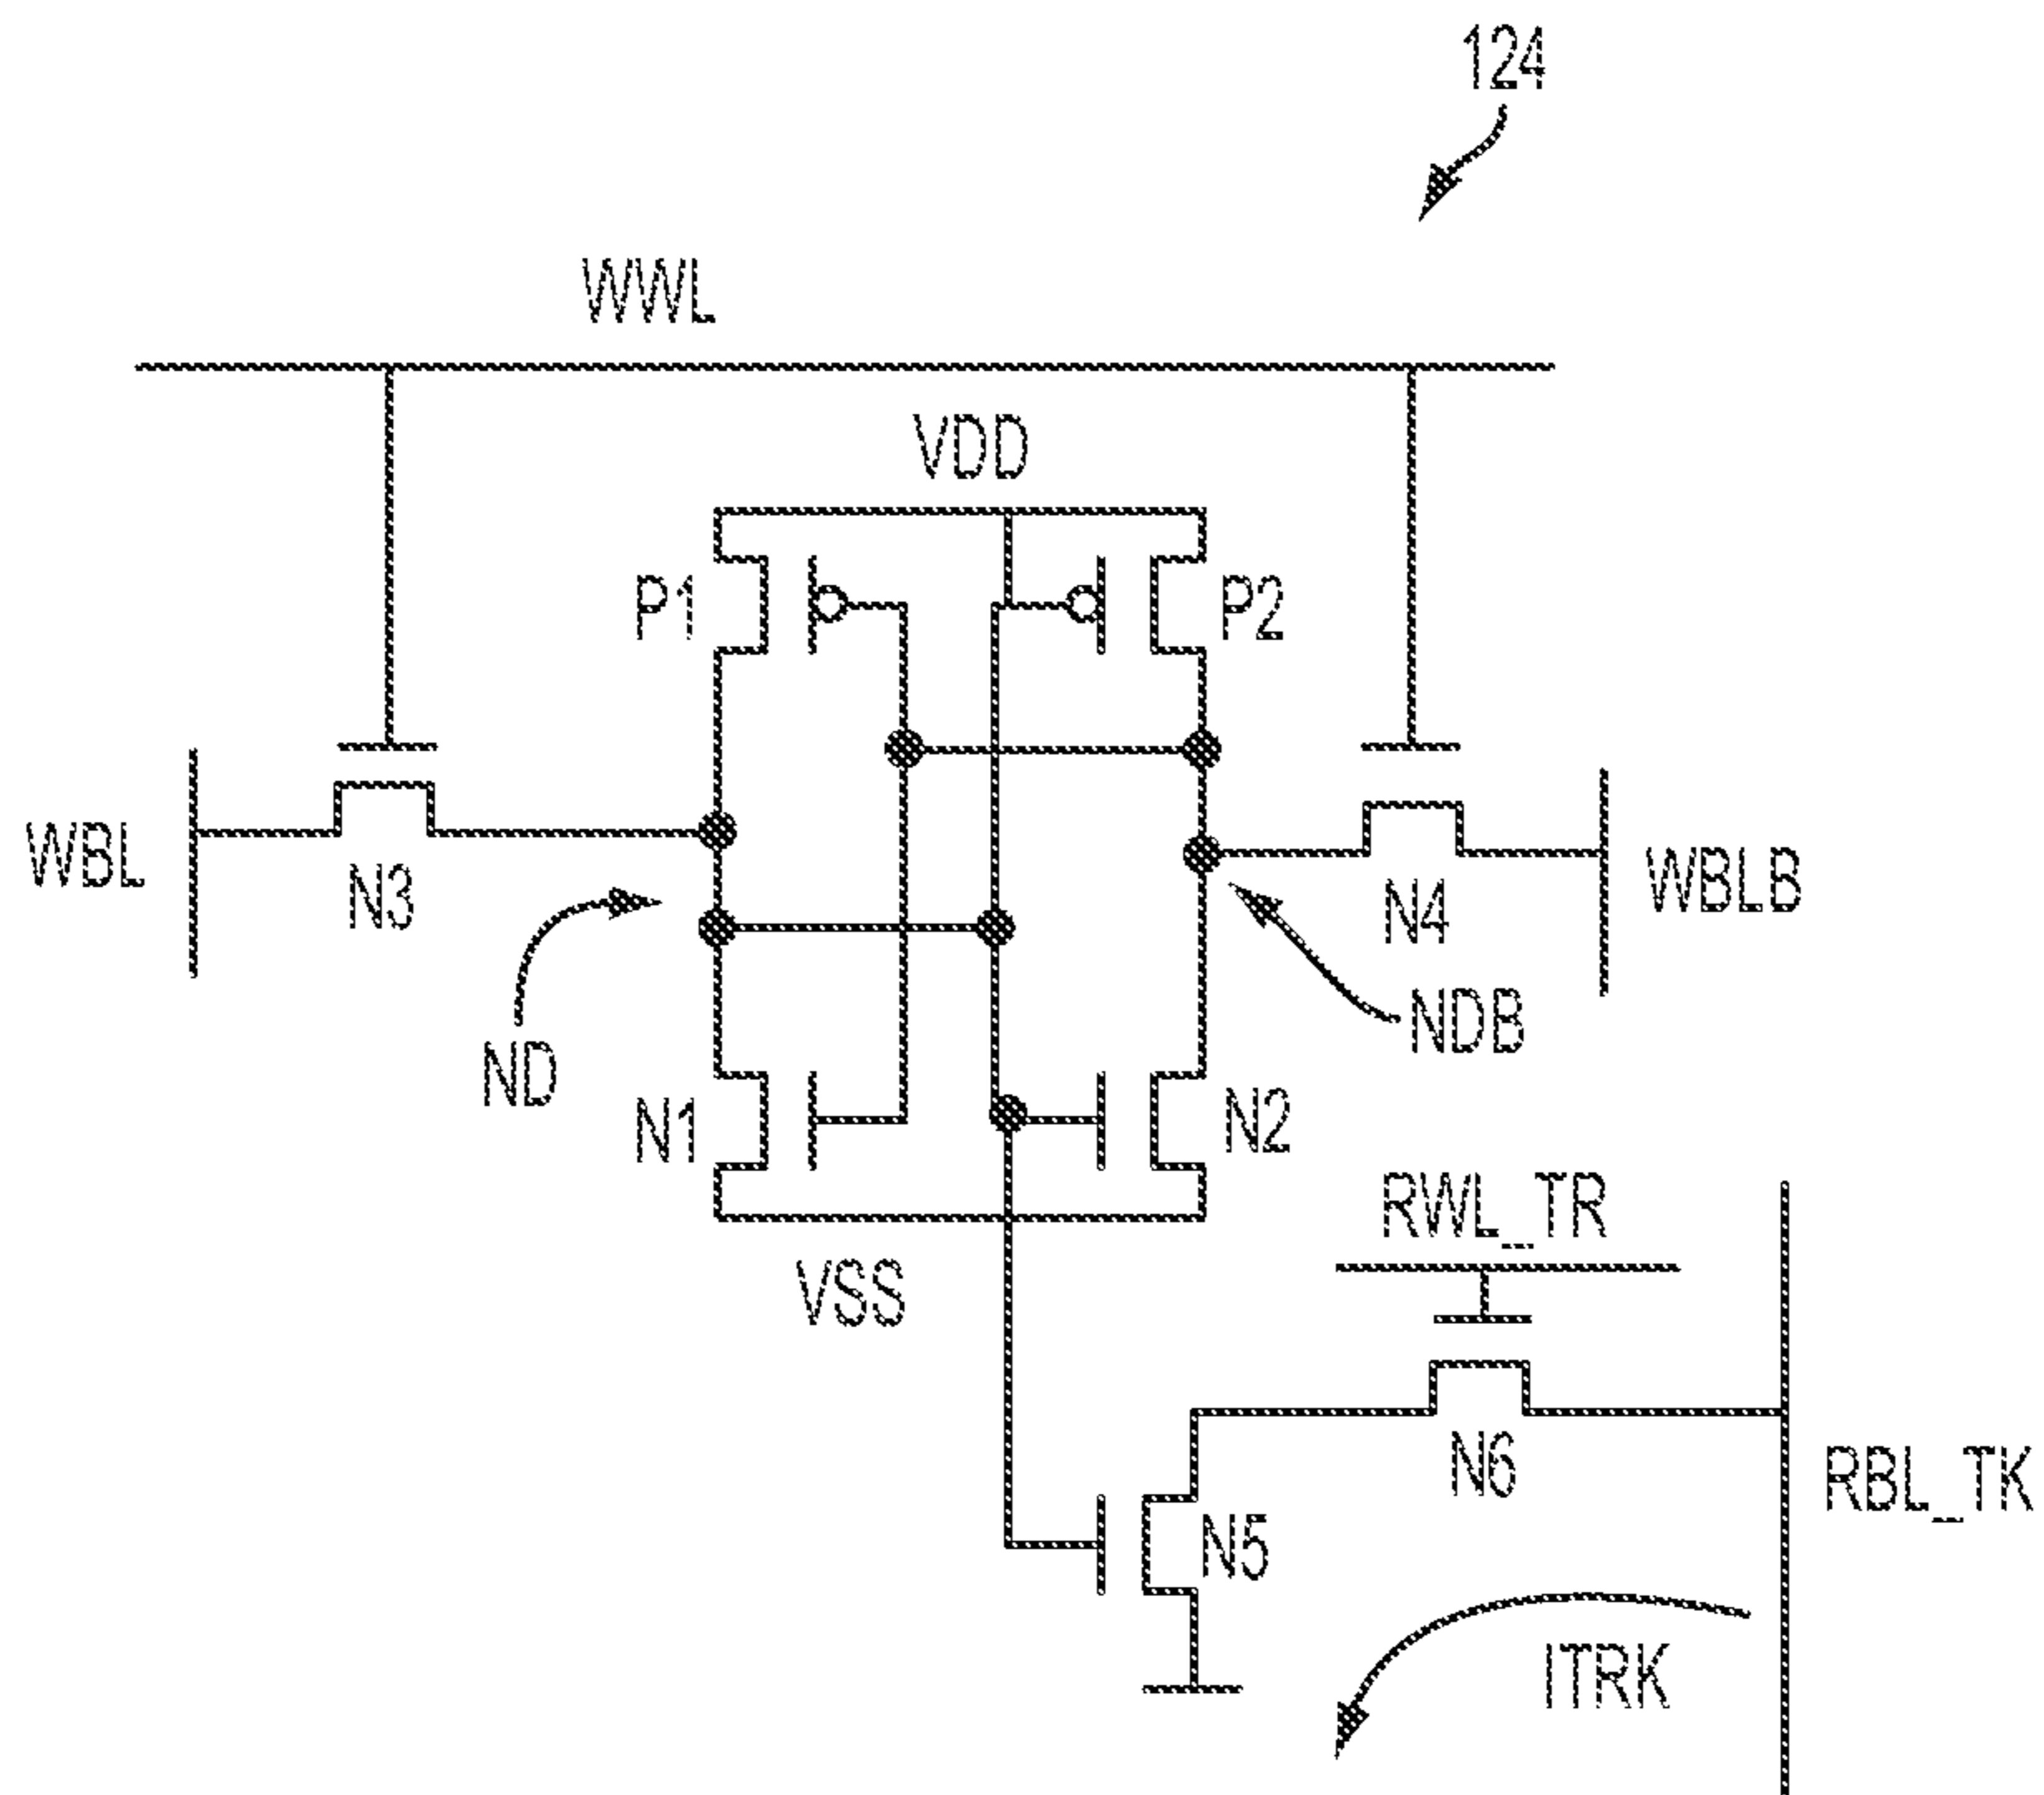 124
WWL
VDD
P1
P2
WBL
N3
N4
WBLB
ND
NDB
N1
N2
RWL_TR
VSS
N6
RBL_TK
N5
ITRK